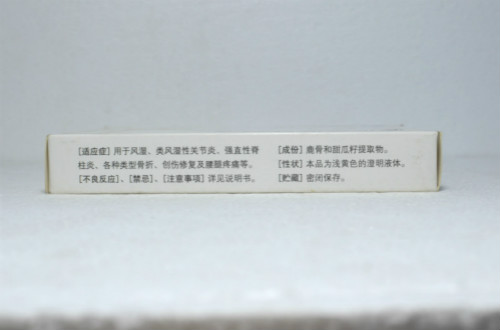 [适应症] 用于风湿、类风湿性关节炎、强直性脊
柱炎、各种类型骨折、创伤修复及腰腿疼痛等。
[不良反应]、[禁忌]、[注意事项] 详见说明书。
[成份] 鹿骨和甜瓜籽提取物。
[性状] 本品为浅黄色的澄明液体。
[贮藏] 密闭保存。